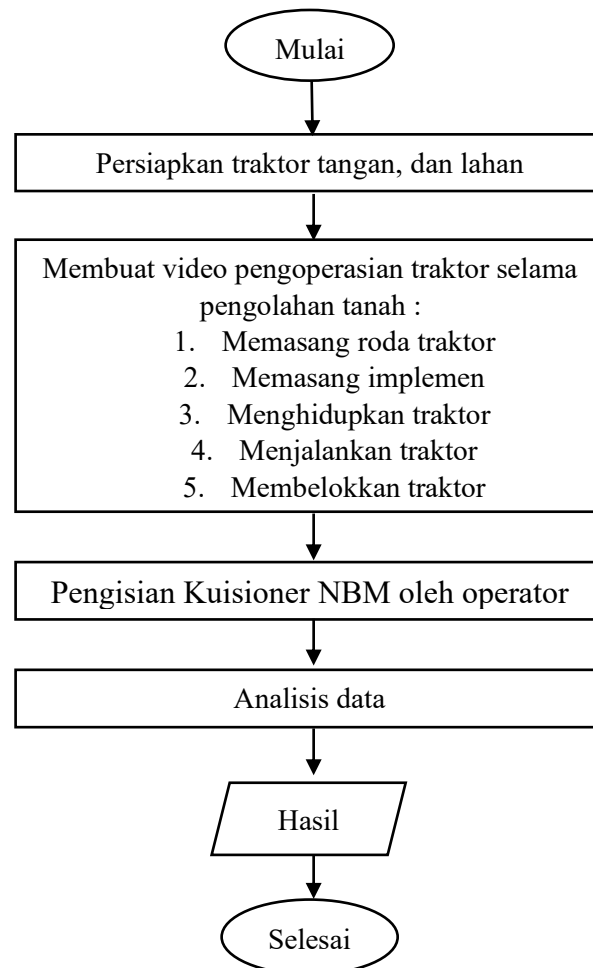 Mulai
Persiapkan traktor tangan, dan lahan
Membuat video pengoperasian traktor selama
pengolahan tanah :
1. Memasang roda traktor
2. Memasang implemen
3. Menghidupkan traktor
4. Menjalankan traktor
5. Membelokkan traktor
Pengisian Kuisioner NBM oleh operator
Analisis data
Hasil
Selesai